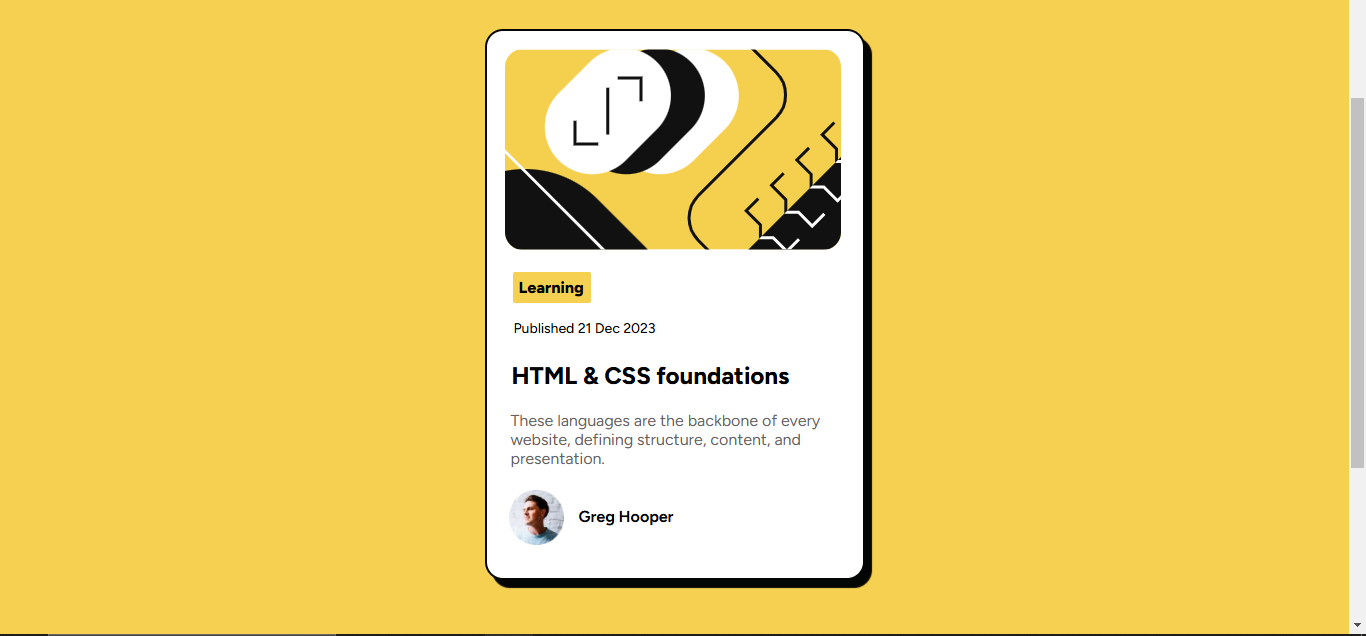 Learning
Published 21 Dec 2023
HTML & CSS foundations
These languages are the backbone of every
website, defining structure, content, and
presentation.
Greg Hooper